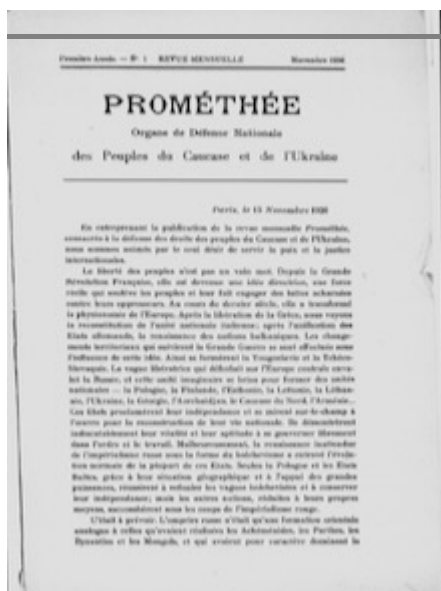 Première Année. — N° 1 REVUE MENSUELLE Novembre 1926
PROMÉTHÉE
Organe de Défense Nationale
des Peuples du Caucase et de l'Ukraine
Paris, le 15 Novembre 1926
En entreprenant la publication de la revue mensuelle Prométhée,
consacrée à la défense des droits des peuples du Caucase et de l'Ukraine,
nous sommes animés par le seul désir de servir la paix et la justice
internationales.
La liberté des peuples n'est pas un vain mot. Depuis la Grande
Révolution Française, elle est devenue une idée directrice, une force
réelle qui soulève les peuples et leur fait engager des luttes acharnées
contre leurs oppresseurs. Au cours du dernier siècle, elle a transformé
la physionomie de l'Europe. Après la libération de la Grèce, nous voyons
la reconstitution de l'unité nationale italienne; après l'unification des
Etats allemands, la renaissance des nations balkaniques. Les change-
ments territoriaux qui suivirent la Grande Guerre se sont effectués sous
l'influence de cette idée. Ainsi se formèrent la Yougoslavie et la Tchéco-
Slovaquie. La vague libératrice qui déferlait sur l'Europe centrale enva-
hit la Russie, et cette unité imaginaire se brisa pour former des unités
nationales — la Pologne, la Finlande, l'Esthonie, la Lettonie, la Lithua-
nie, l'Ukraine, la Géorgie, l'Azerbaïdjan, le Caucase du Nord, l'Arménie...
Ces Etats proclamèrent leur indépendance et se mirent sur-le-champ à
l'œuvre pour la reconstruction de leur vie nationale. Ils démontrèrent
indiscutablement leur vitalité et leur aptitude à se gouverner librement
dans l'ordre et le travail. Malheureusement, la renaissance inattendue
de l'impérialisme russe sous la forme du bolchevisme a entravé l'évolu-
tion normale de la plupart de ces Etats. Seules la Pologne et les Etats
Baltes, grâce à leur situation géographique et à l'appui des grandes
puissances, réussirent à refouler les vagues bolchevistes et à conserver
leur indépendance; mais les autres nations, réduites à leurs propres
moyens, succombèrent sous les coups de l'impérialisme rouge.
C'était à prévoir. L'empire russe n'était qu'une formation orientale
analogue à celles qu'avaient réalisées les Achéménides, les Parthes, les
Byzantins et les Mongols, et qui avaient pour caractère dominant la